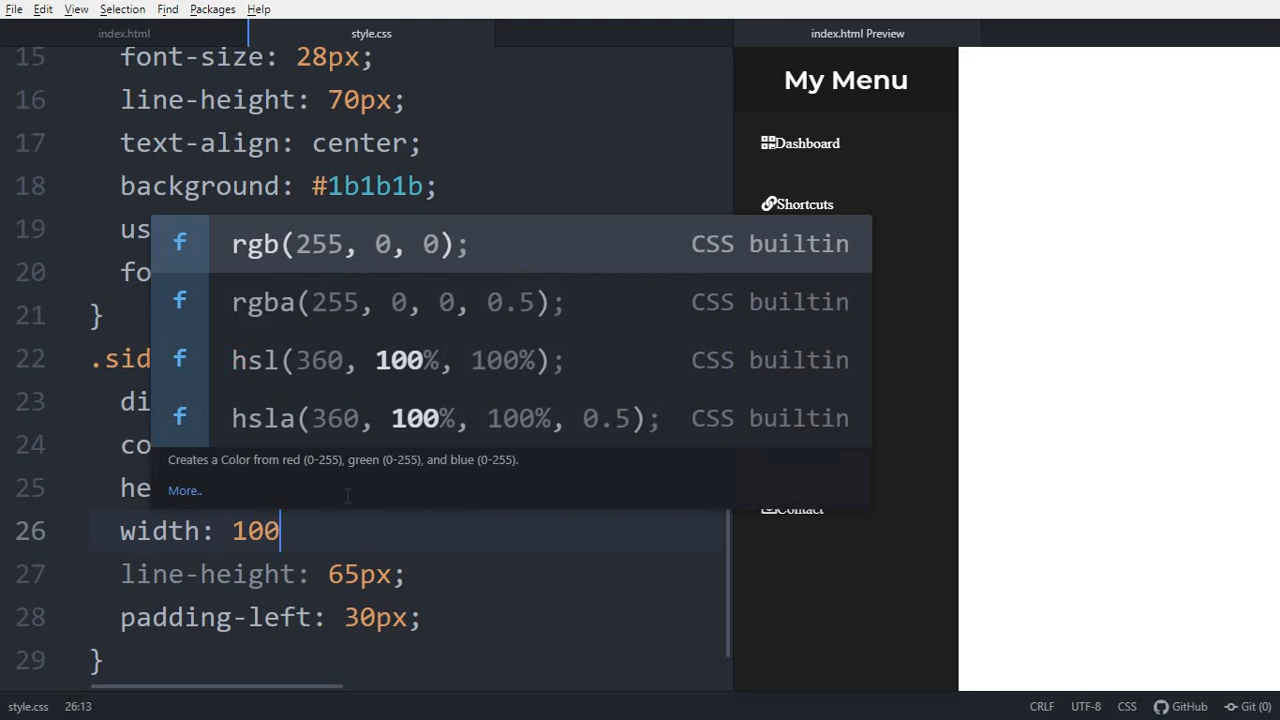 File Edit View Selection Find Packages Help
index.html style.css index.html Preview
15 font-size: 28px;
16 line-height: 70px;
17 text-align: center;
18 background: #1b1b1b;
19 us
20 fo
21 }
22 .sid
23 di
24 co
25 he
26 width: 100
27 line-height: 65px;
28 padding-left: 30px;
29 }
f rgb(255, 0, 0); CSS builtin
f rgba(255, 0, 0, 0.5); CSS builtin
f hsl(360, 100%, 100%); CSS builtin
f hsla(360, 100%, 100%, 0.5); CSS builtin
Creates a Color from red (0-255), green (0-255), and blue (0-255).
More..
My Menu
Dashboard
Shortcuts
Contact
style.css 26:13 CRLF UTF-8 CSS GitHub Git (0)